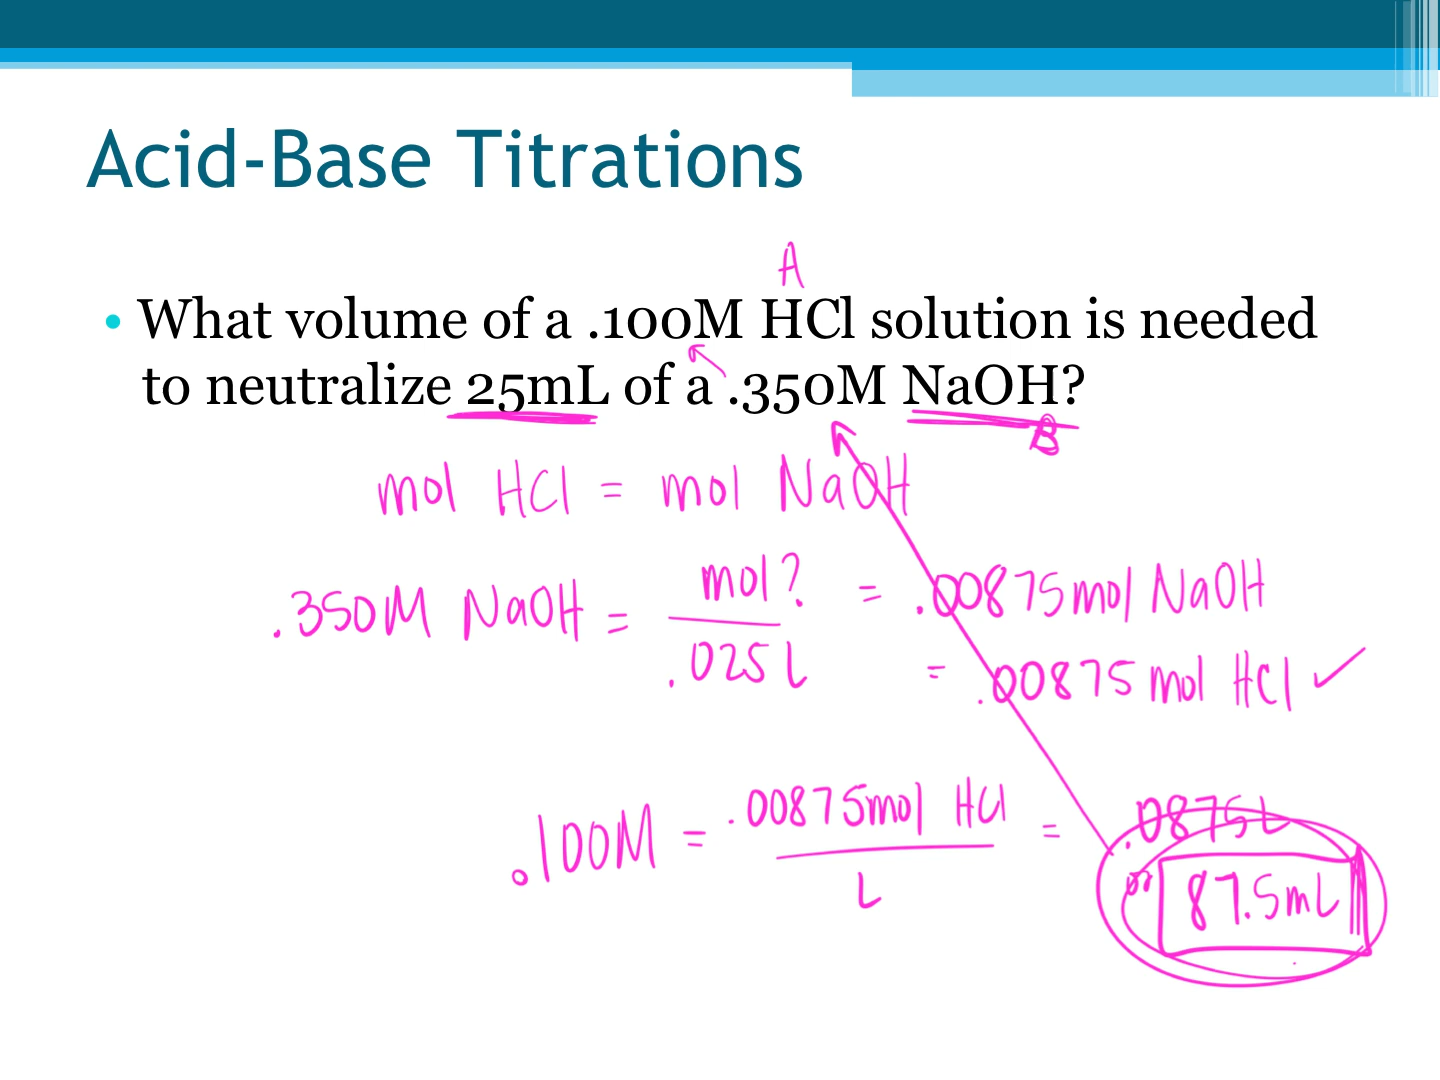 Acid-Base Titrations
A
• What volume of a .100M HCl solution is needed
to neutralize 25mL of a .350M NaOH?
B
mol HCl = mol NaOH
.350M NaOH = mol? / .025 L = .00875 mol NaOH
= .00875 mol HCl ✓
.100M = .00875 mol HCl / L = .0875 L
or 87.5 mL